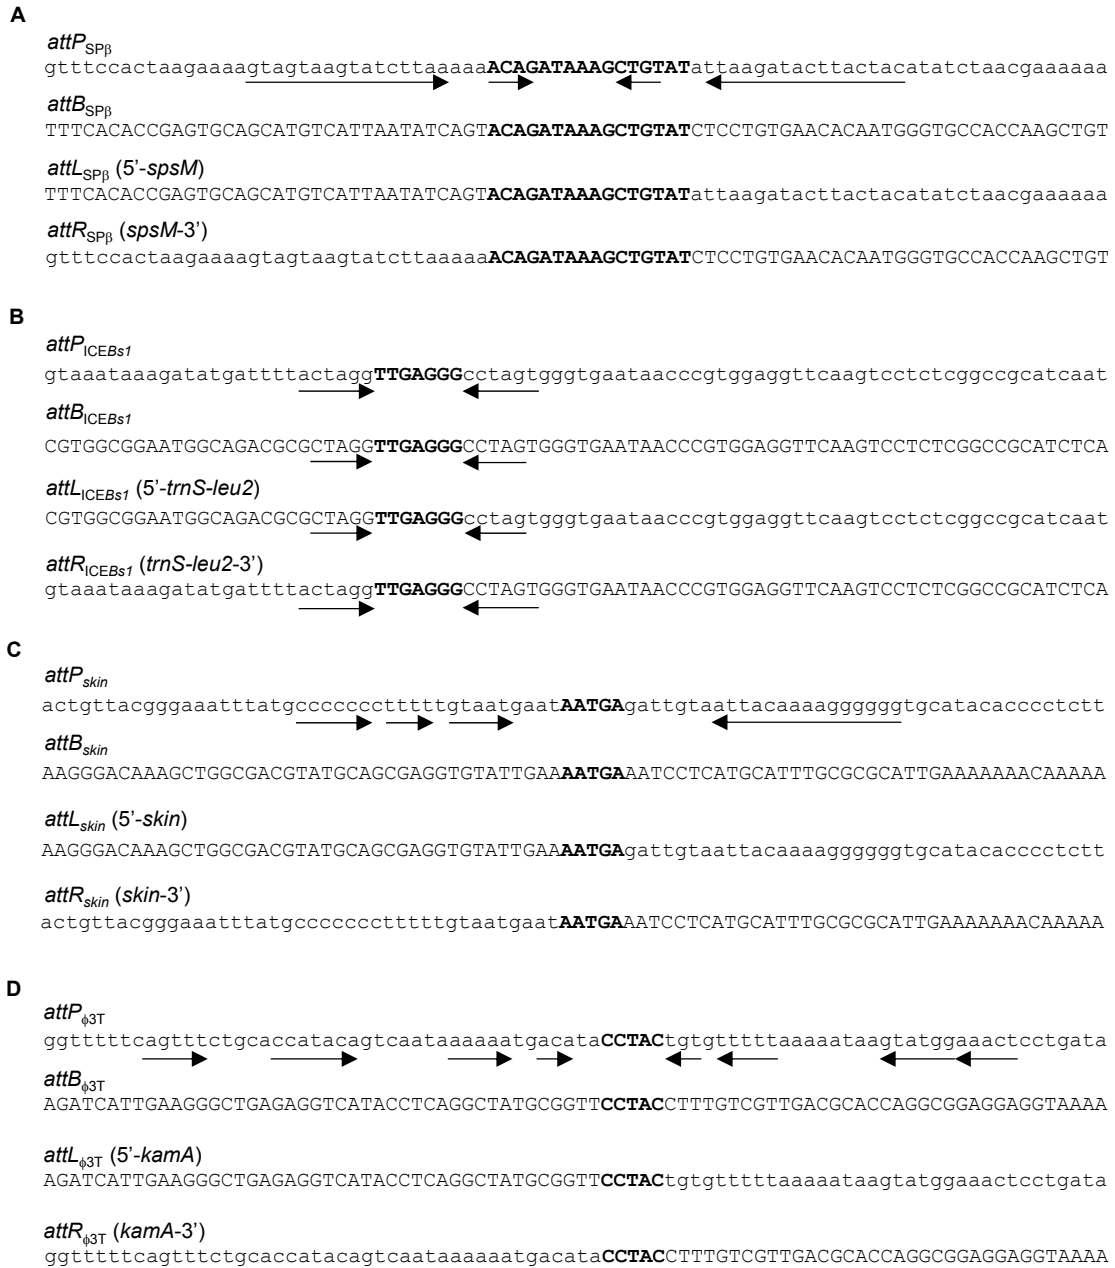 A
attPSPβ
gtttccactaagaaaagtagtaagtatcttaaaaaACAGATAAAGCTGTATattaagatacttactacatatctaacgaaaaaa
attBSPβ
TTTCACACCGAGTGCAGCATGTCATTAATATCAGTACAGATAAAGCTGTATCTCCTGTGAACACAATGGGTGCCACCAAGCTGT
attLSPβ (5’-spsM)
TTTCACACCGAGTGCAGCATGTCATTAATATCAGTACAGATAAAGCTGTATattaagatacttactacatatctaacgaaaaaa
attRSPβ (spsM-3’)
gtttccactaagaaaagtagtaagtatcttaaaaaACAGATAAAGCTGTATCTCCTGTGAACACAATGGGTGCCACCAAGCTGT
B
attPICEBs1
gtaaataaagatatgattttactaggTTGAGGGcctagtgggtgaataacccgtggaggttcaagtcctctcggccgcatcaat
attBICEBs1
CGTGGCGGAATGGCAGACGCGCTAGGTTGAGGGCCTAGTGGGTGAATAACCCGTGGAGGTTCAAGTCCTCTCGGCCGCATCTCA
attLICEBs1 (5’-trnS-leu2)
CGTGGCGGAATGGCAGACGCGCTAGGTTGAGGGcctagtgggtgaataacccgtggaggttcaagtcctctcggccgcatcaat
attRICEBs1 (trnS-leu2-3’)
gtaaataaagatatgattttactaggTTGAGGGCCTAGTGGGTGAATAACCCGTGGAGGTTCAAGTCCTCTCGGCCGCATCTCA
C
attPskin
actgttacgggaaatttatgcccccccttttttgtaatgaatAATGAgattgtaattacaaaaggggggtgcatacacccctctt
attBskin
AAGGGACAAAGCTGGCGACGTATGCAGCGAGGTGTATTGAAAATGAAATCCTCATGCATTTGCGCGCATTGAAAAAAACAAAAA
attLskin (5’-skin)
AAGGGACAAAGCTGGCGACGTATGCAGCGAGGTGTATTGAAAATGAgattgtaattacaaaaggggggtgcatacacccctctt
attRskin (skin-3’)
actgttacgggaaatttatgcccccccttttttgtaatgaatAATGAAATCCTCATGCATTTGCGCGCATTGAAAAAAACAAAAA
D
attPϕ3T
ggtttttcagtttctgcaccatacagtcaataaaaaatgacataCCTACtgtgtttttaaaaataagtatggaaactcctgata
attBϕ3T
AGATCATTGAAGGGCTGAGAGGTCATACCTCAGGCTATGCGGTTCCTACCTTTGTCGTTGACGCACCAGGCGGAGGAGGTAAAA
attLϕ3T (5’-kamA)
AGATCATTGAAGGGCTGAGAGGTCATACCTCAGGCTATGCGGTTCCTACtgtgtttttaaaaataagtatggaaactcctgata
attRϕ3T (kamA-3’)
ggtttttcagtttctgcaccatacagtcaataaaaaatgacataCCTACCTTTGTCGTTGACGCACCAGGCGGAGGAGGTAAAA